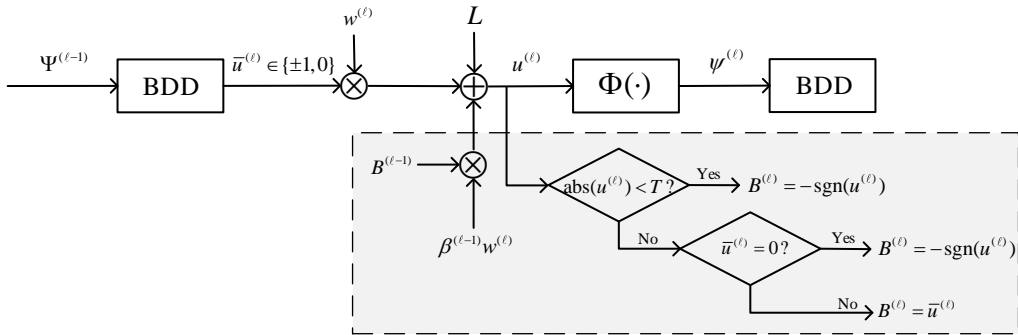 w^{(ℓ)}
L
Ψ^{(ℓ-1)}
BDD
ū^{(ℓ)} ∈ {±1, 0}
u^{(ℓ)}
Φ(·)
ψ^{(ℓ)}
BDD
B^{(ℓ-1)}
β^{(ℓ-1)}w^{(ℓ)}
abs(u^{(ℓ)}) < T ?
Yes
B^{(ℓ)} = −sgn(u^{(ℓ)})
No
ū^{(ℓ)} = 0 ?
Yes
B^{(ℓ)} = −sgn(u^{(ℓ)})
No
B^{(ℓ)} = ū^{(ℓ)}